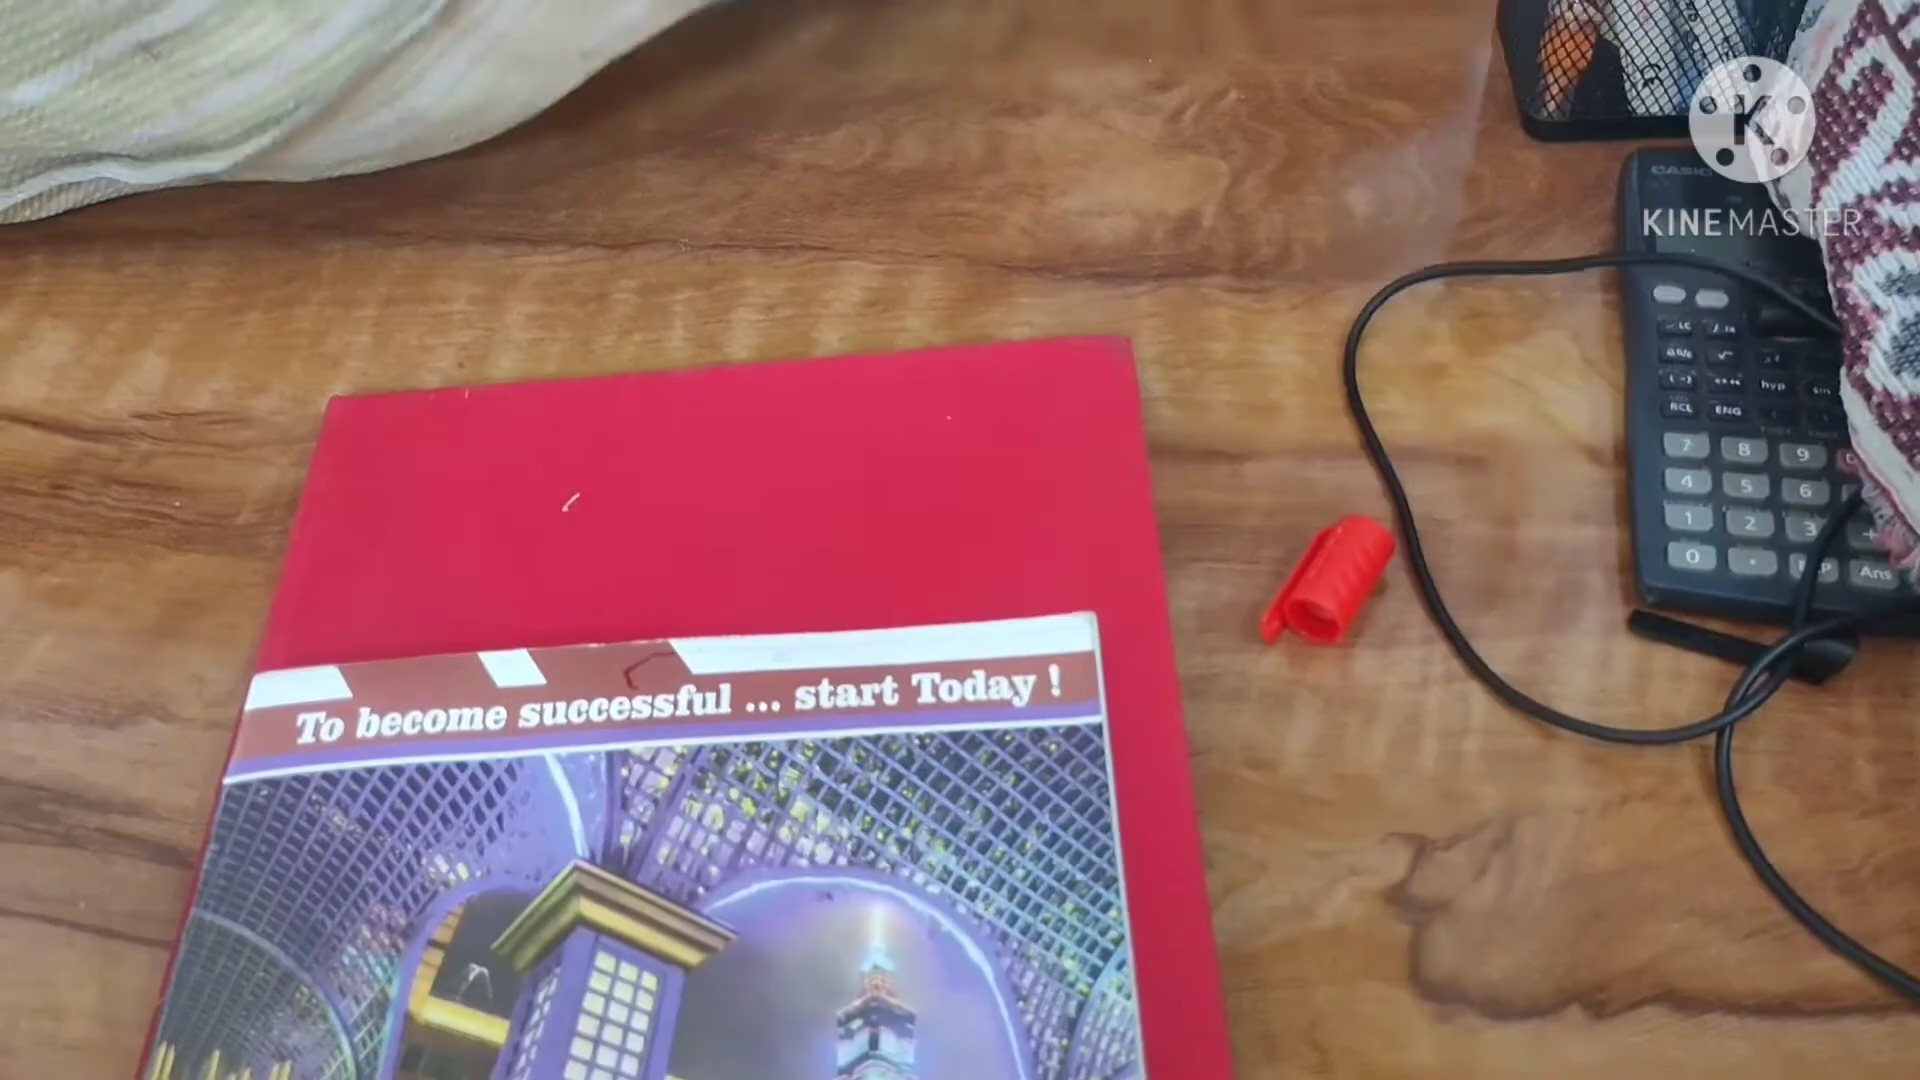 CASIO
KINEMASTER
hyp
RCL ENG
7 8 9
4 5 6
1 2 3 +
0 · Ans
To become successful ... start Today !